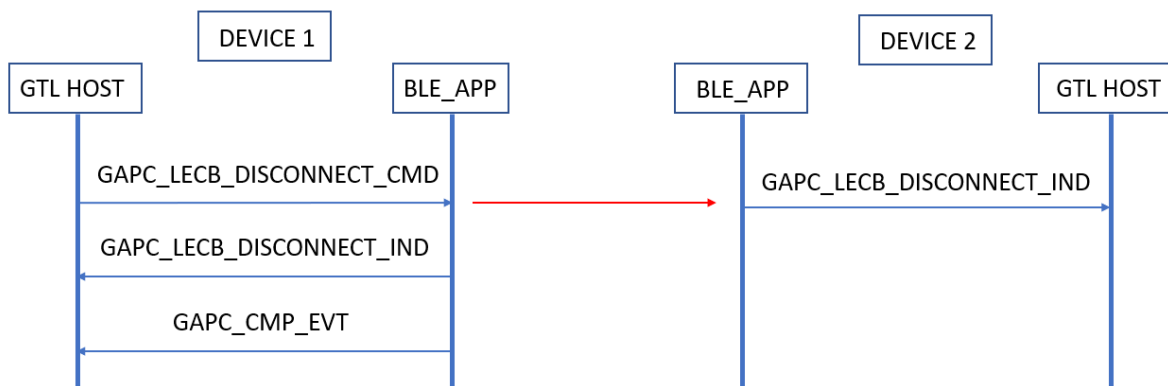 DEVICE 1
DEVICE 2
GTL HOST
BLE_APP
BLE_APP
GTL HOST
GAPC_LECB_DISCONNECT_CMD
GAPC_LECB_DISCONNECT_IND
GAPC_LECB_DISCONNECT_IND
GAPC_CMP_EVT